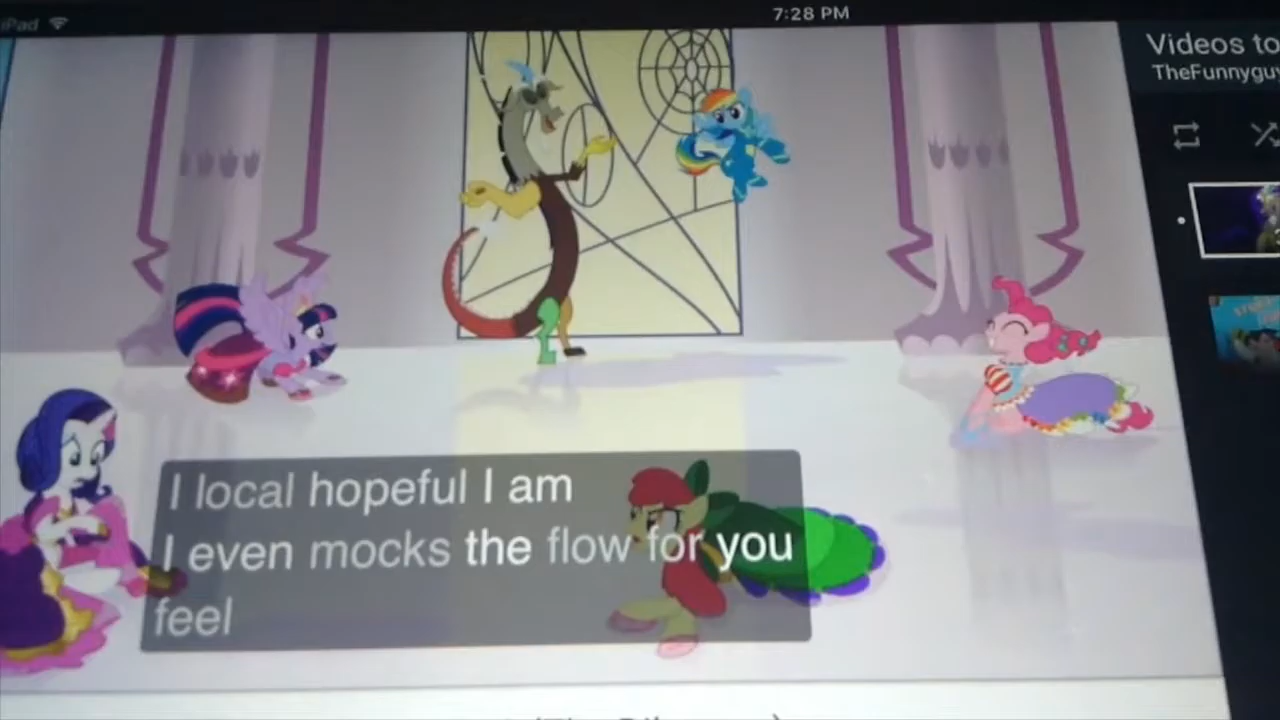 iPad
7:28 PM
Videos to
TheFunnyguy
I local hopeful I am
I even mocks the flow for you
feel